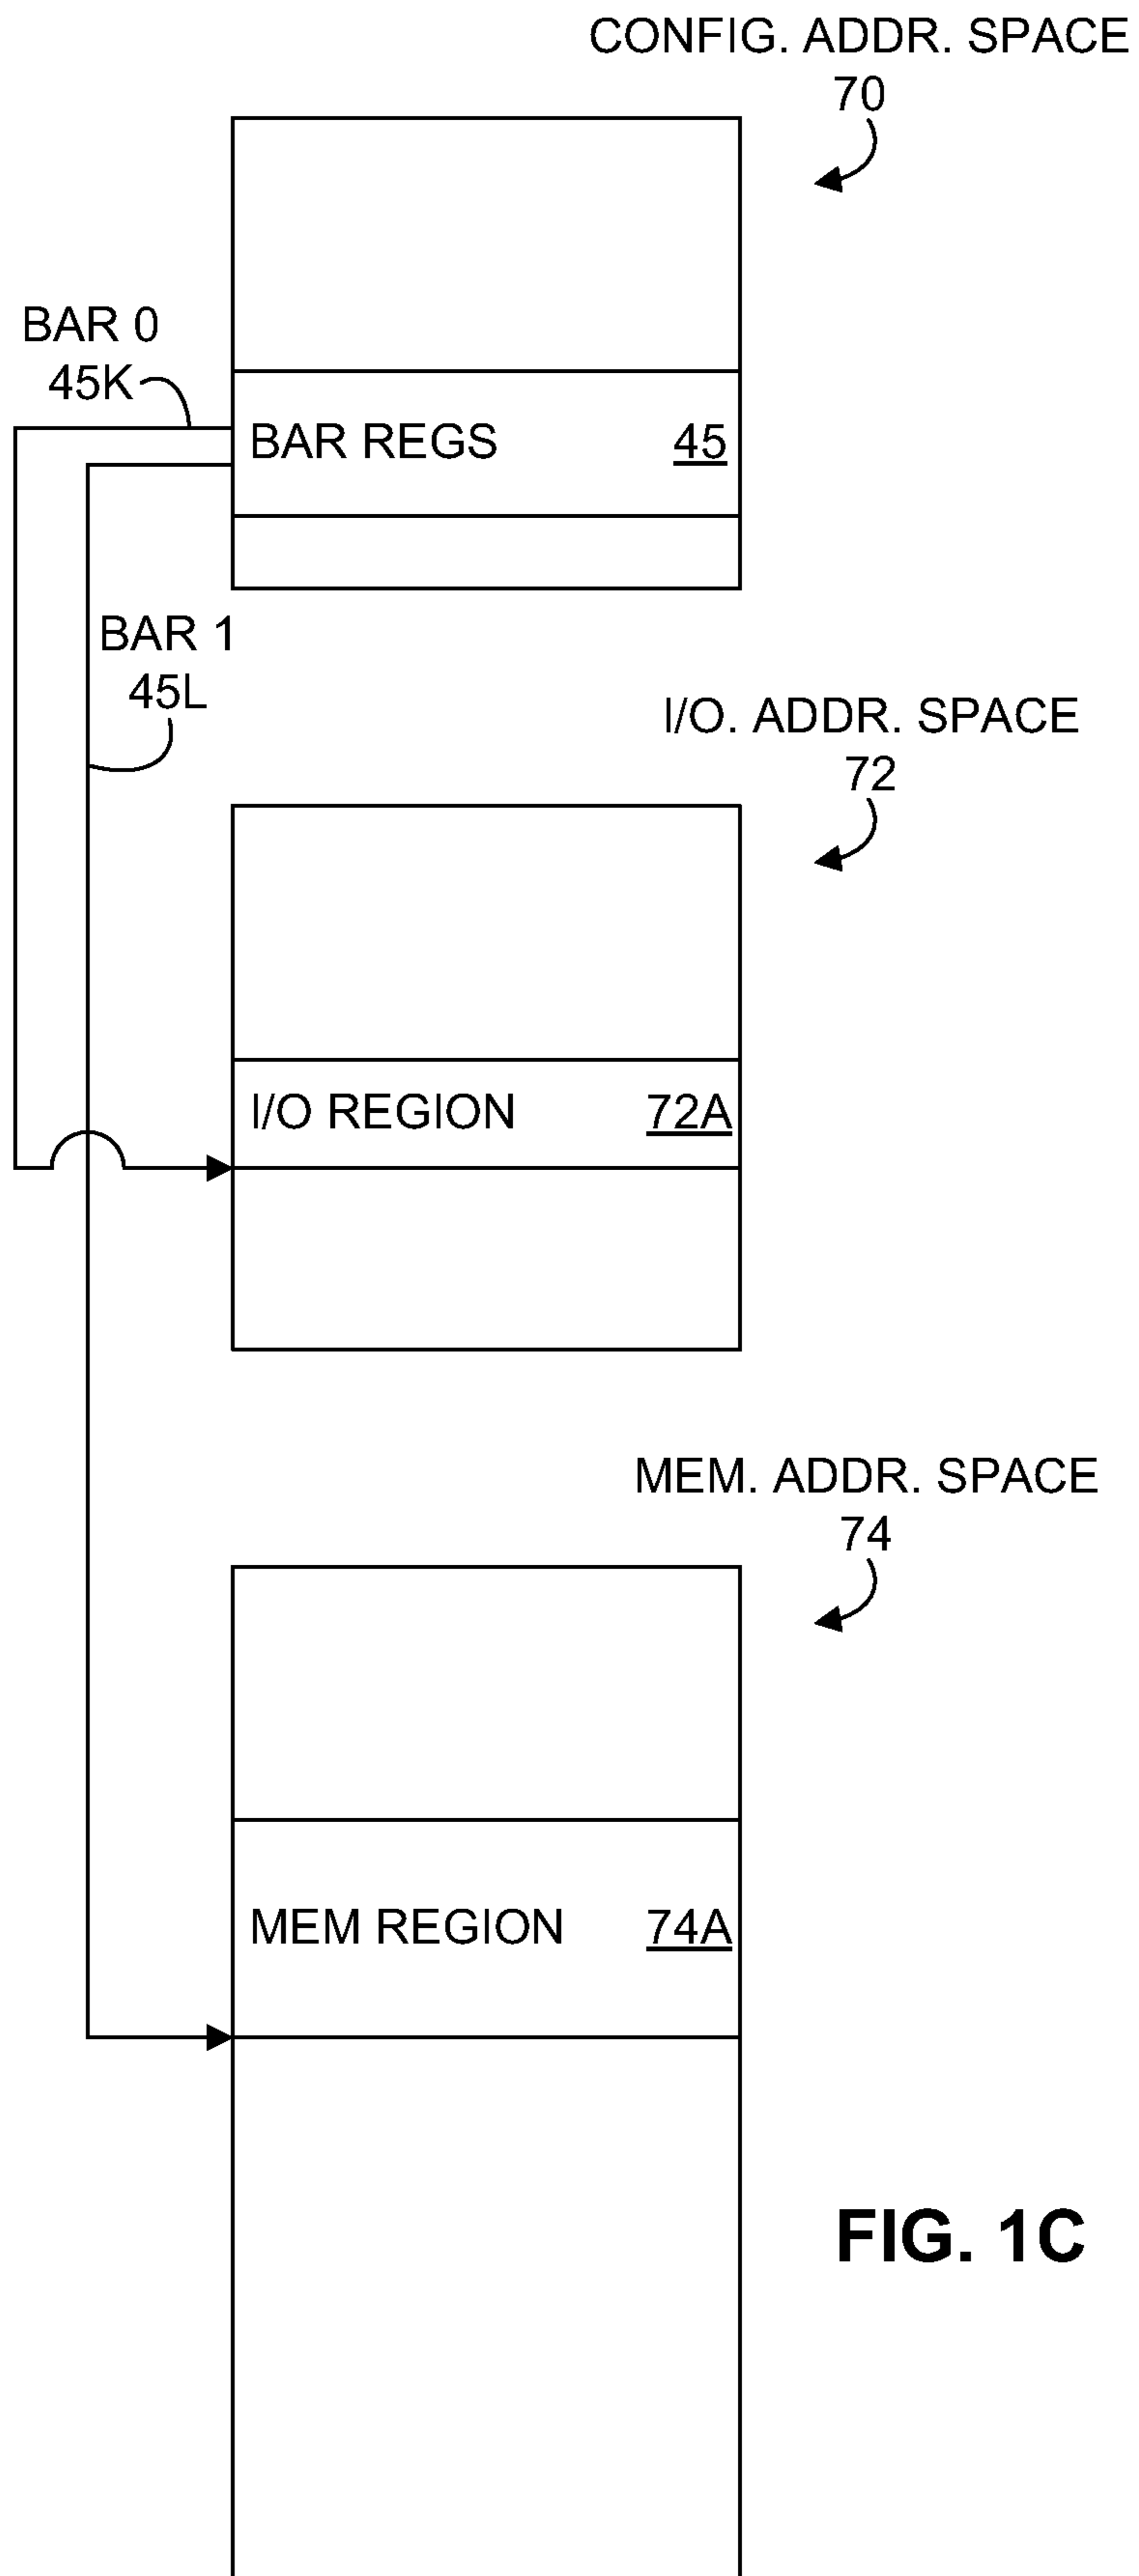 CONFIG. ADDR. SPACE
70
BAR 0
45K
BAR REGS 45
BAR 1
45L
I/O. ADDR. SPACE
72
I/O REGION 72A
MEM. ADDR. SPACE
74
MEM REGION 74A
FIG. 1C